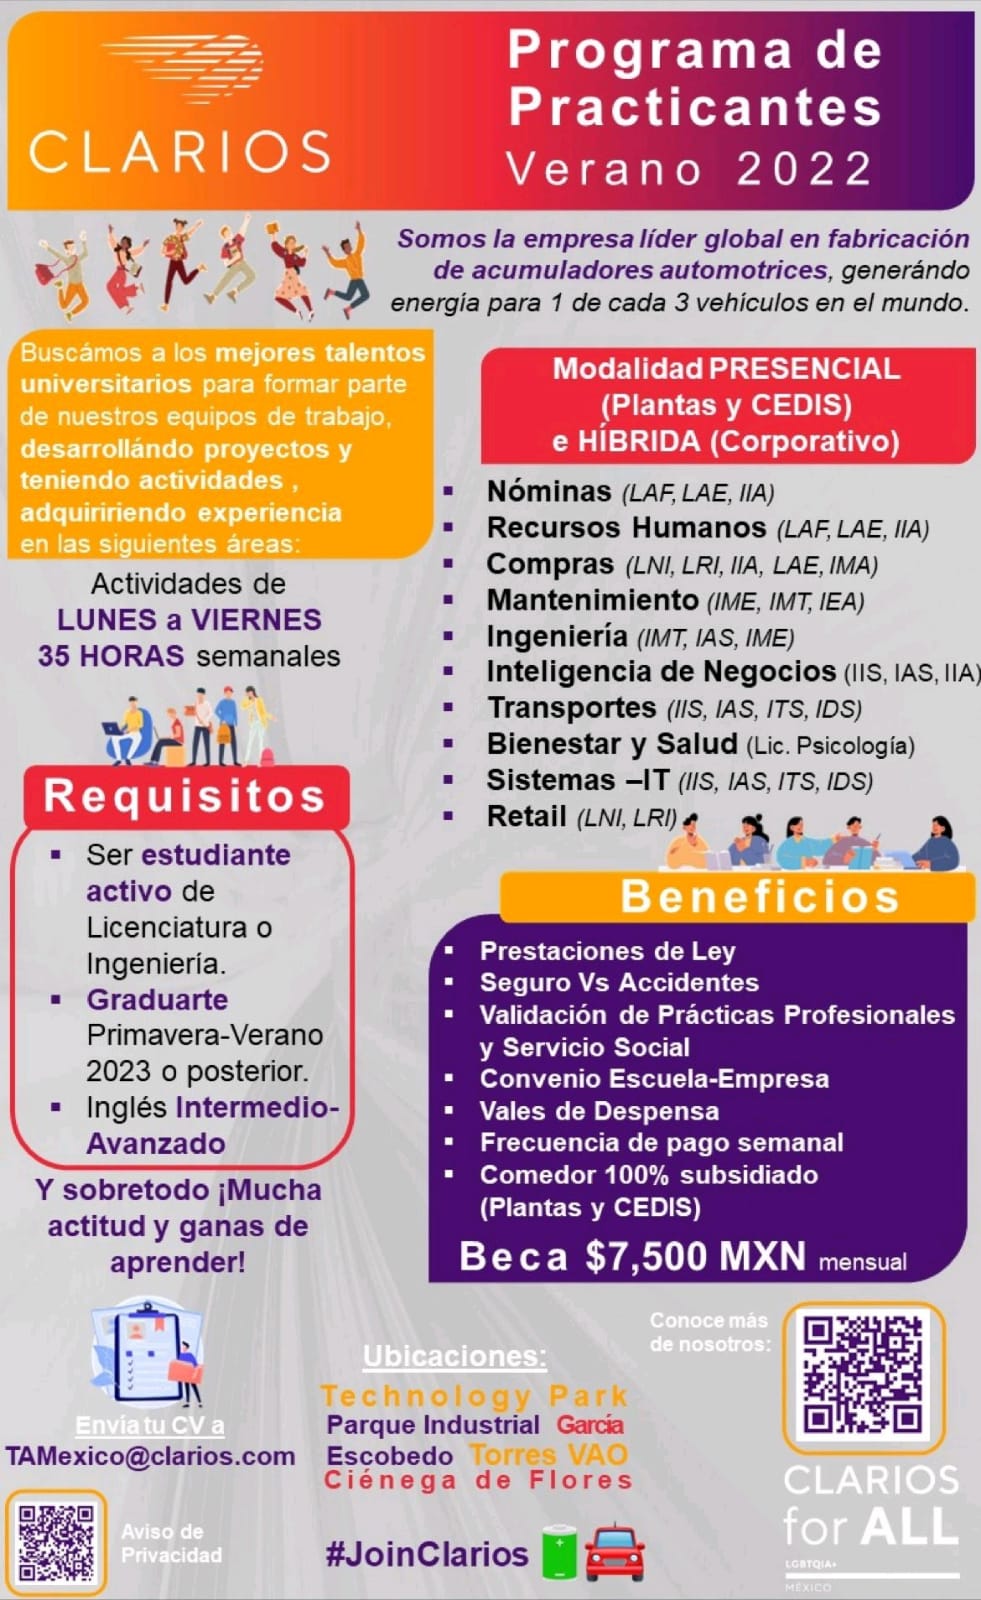 CLARIOS
Programa de
Practicantes
Verano 2022
Somos la empresa líder global en fabricación
de acumuladores automotrices, generándo
energía para 1 de cada 3 vehículos en el mundo.
Buscámos a los mejores talentos
universitarios para formar parte
de nuestros equipos de trabajo,
desarrollándo proyectos y
teniendo actividades ,
adquiririendo experiencia
en las siguientes áreas:
Actividades de
LUNES a VIERNES
35 HORAS semanales
Modalidad PRESENCIAL
(Plantas y CEDIS)
e HÍBRIDA (Corporativo)
▪ Nóminas (LAF, LAE, IIA)
▪ Recursos Humanos (LAF, LAE, IIA)
▪ Compras (LNI, LRI, IIA, LAE, IMA)
▪ Mantenimiento (IME, IMT, IEA)
▪ Ingeniería (IMT, IAS, IME)
▪ Inteligencia de Negocios (IIS, IAS, IIA)
▪ Transportes (IIS, IAS, ITS, IDS)
▪ Bienestar y Salud (Lic. Psicología)
▪ Sistemas –IT (IIS, IAS, ITS, IDS)
▪ Retail (LNI, LRI)
Requisitos
▪ Ser estudiante
activo de
Licenciatura o
Ingeniería.
▪ Graduarte
Primavera-Verano
2023 o posterior.
▪ Inglés Intermedio-
Avanzado
Y sobretodo ¡Mucha
actitud y ganas de
aprender!
Beneficios
▪ Prestaciones de Ley
▪ Seguro Vs Accidentes
▪ Validación de Prácticas Profesionales
y Servicio Social
▪ Convenio Escuela-Empresa
▪ Vales de Despensa
▪ Frecuencia de pago semanal
▪ Comedor 100% subsidiado
(Plantas y CEDIS)
Beca $7,500 MXN mensual
Envía tu CV a
TAMexico@clarios.com
Aviso de
Privacidad
Ubicaciones:
Technology Park
Parque Industrial García
Escobedo Torres VAO
Ciénega de Flores
#JoinClarios
Conoce más
de nosotros:
CLARIOS
for ALL
LGBTQIA+
MÉXICO